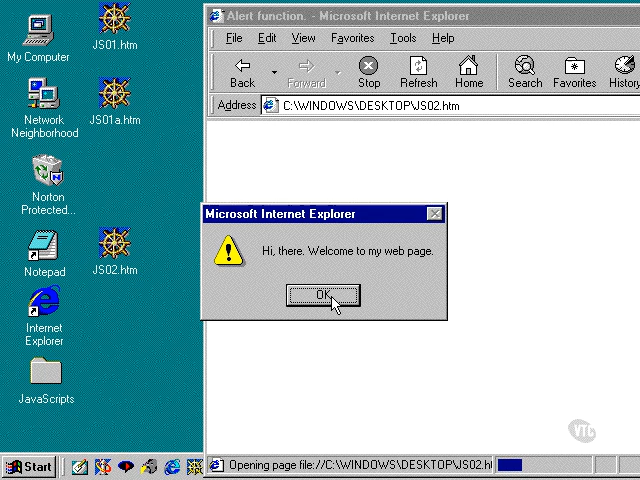 My Computer
JS01.htm
Network
Neighborhood
JS01a.htm
Norton
Protected...
Notepad
JS02.htm
Internet
Explorer
JavaScripts
Alert function. - Microsoft Internet Explorer
File Edit View Favorites Tools Help
Back Forward Stop Refresh Home Search Favorites History
Address C:\WINDOWS\DESKTOP\JS02.htm
Microsoft Internet Explorer
Hi, there. Welcome to my web page.
OK
VTC
Start
Opening page file://C:\WINDOWS\DESKTOP\JS02.ht